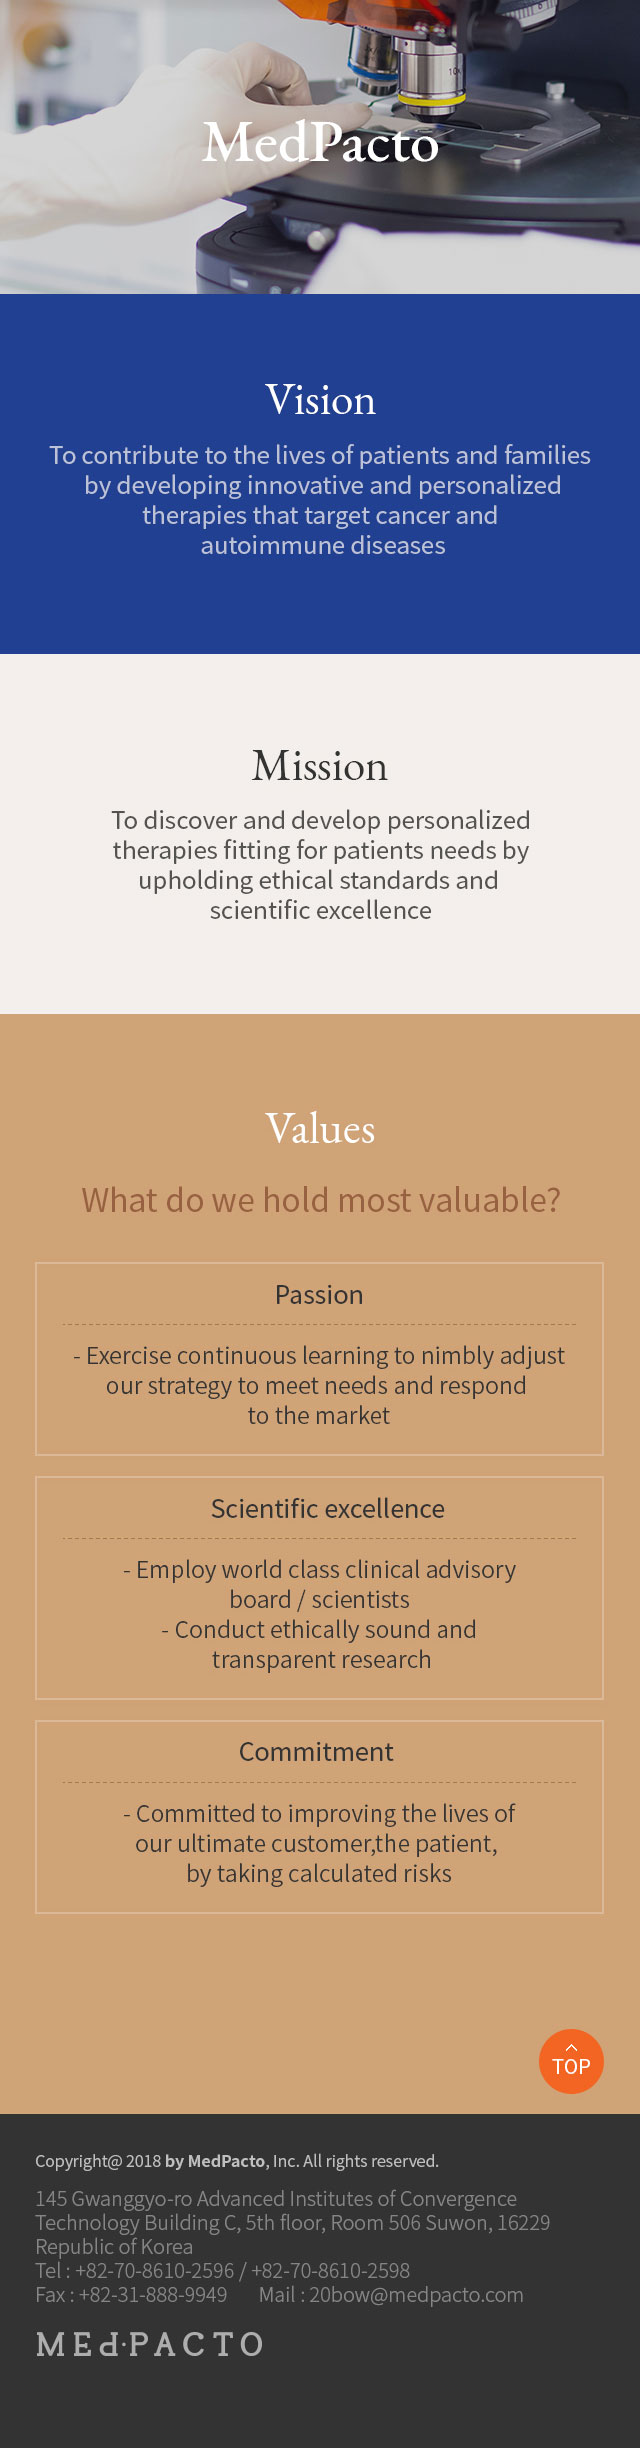 MedPacto
Vision
To contribute to the lives of patients and families
by developing innovative and personalized
therapies that target cancer and
autoimmune diseases
Mission
To discover and develop personalized
therapies fitting for patients needs by
upholding ethical standards and
scientific excellence
Values
What do we hold most valuable?
Passion
- Exercise continuous learning to nimbly adjust
our strategy to meet needs and respond
to the market
Scientific excellence
- Employ world class clinical advisory
board / scientists
- Conduct ethically sound and
transparent research
Commitment
- Committed to improving the lives of
our ultimate customer,the patient,
by taking calculated risks
TOP
Copyright@ 2018 by MedPacto, Inc. All rights reserved.
145 Gwanggyo-ro Advanced Institutes of Convergence
Technology Building C, 5th floor, Room 506 Suwon, 16229
Republic of Korea
Tel : +82-70-8610-2596 / +82-70-8610-2598
Fax : +82-31-888-9949 Mail : 20bow@medpacto.com
MEd·PACTO